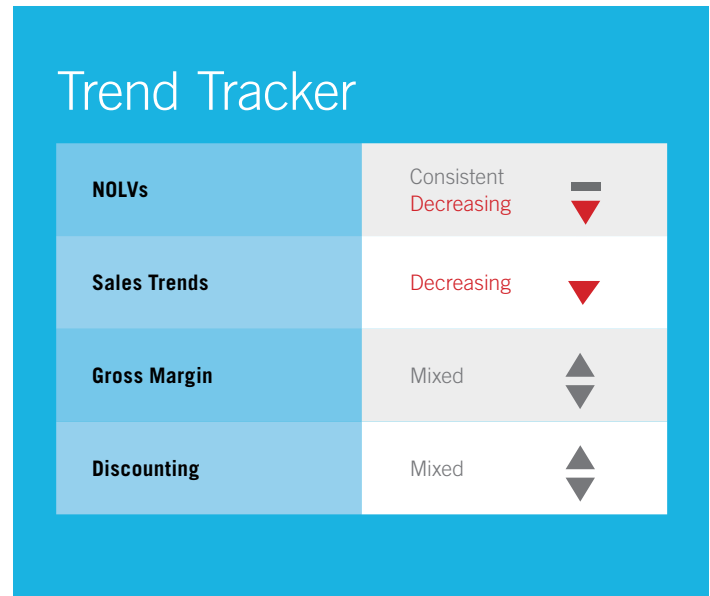 Trend Tracker
NOLVs
Consistent
Decreasing
Sales Trends
Decreasing
Gross Margin
Mixed
Discounting
Mixed